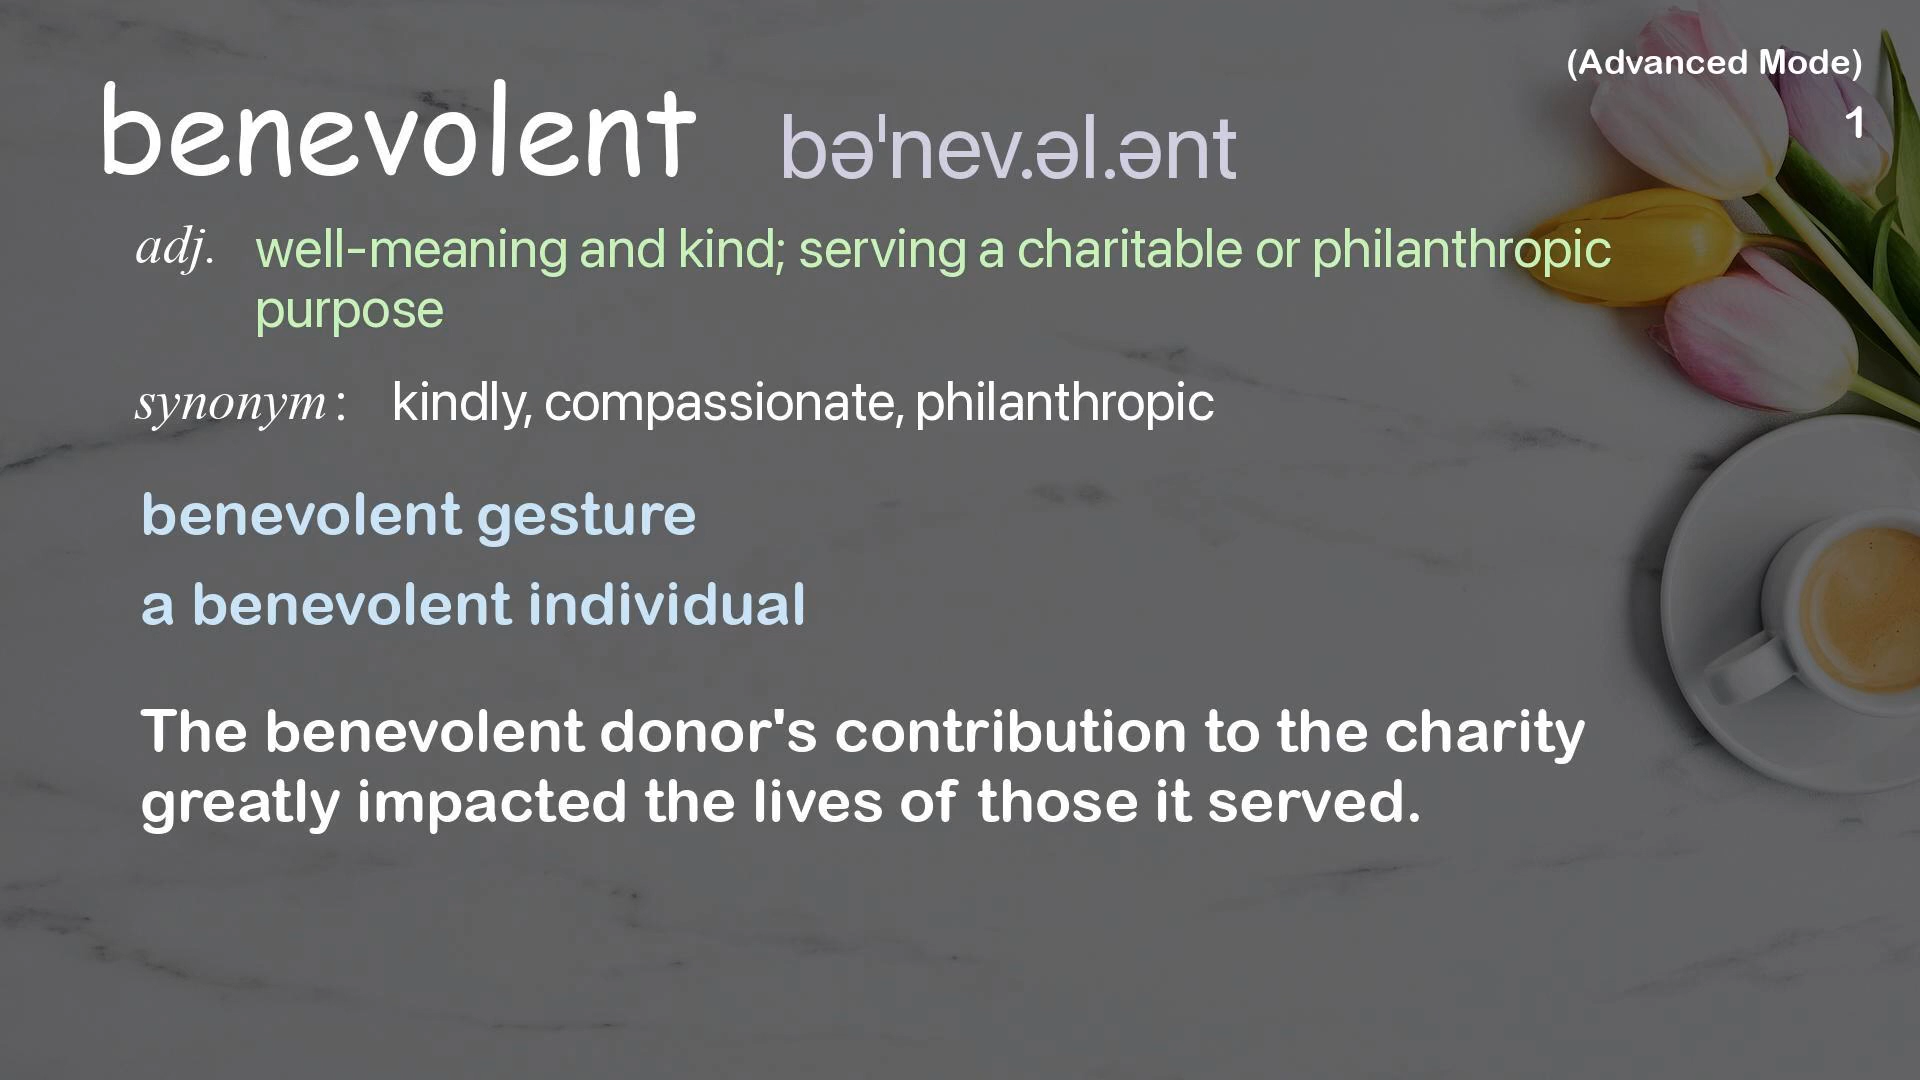 (Advanced Mode)
1
benevolent bə'nev.əl.ənt
adj. well-meaning and kind; serving a charitable or philanthropic
purpose
synonym: kindly, compassionate, philanthropic
benevolent gesture
a benevolent individual
The benevolent donor's contribution to the charity
greatly impacted the lives of those it served.